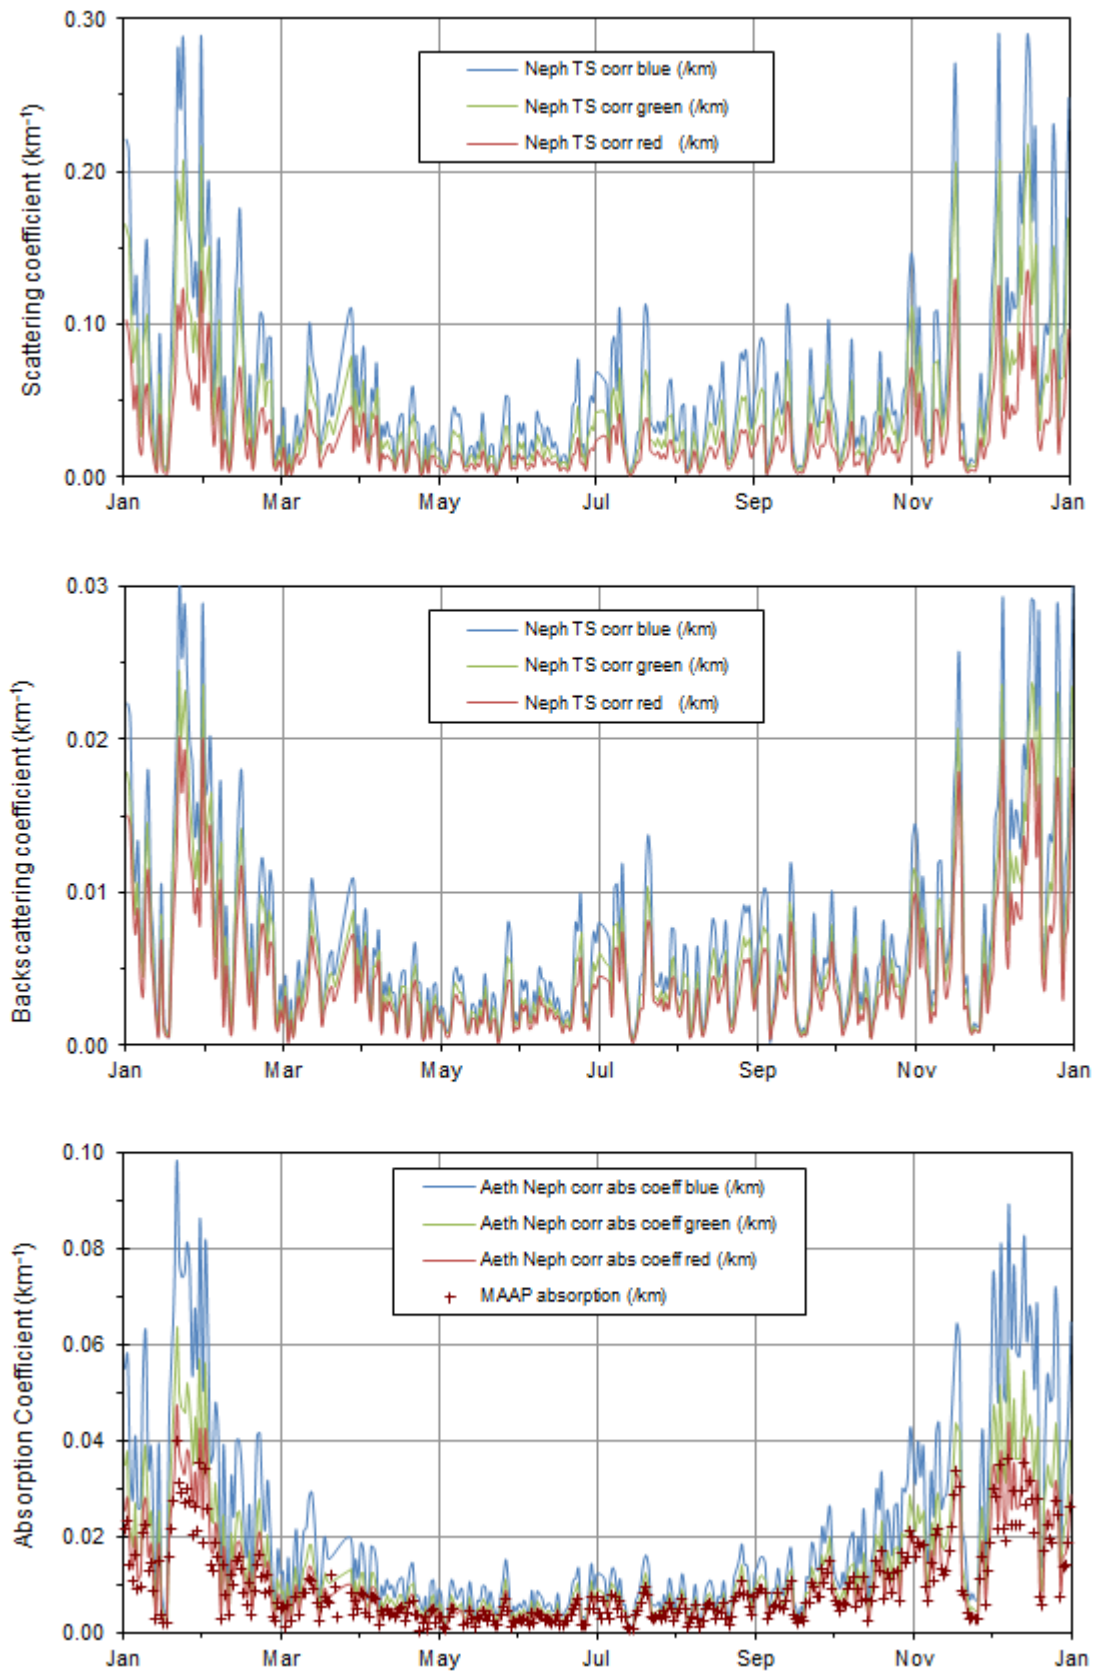 Scattering coefficient (km⁻¹)
0.30
0.20
0.10
0.00
Neph TS corr blue (/km)
Neph TS corr green (/km)
Neph TS corr red (/km)
Jan Mar May Jul Sep Nov Jan
Backscattering coefficient (km⁻¹)
0.03
0.02
0.01
0.00
Neph TS corr blue (/km)
Neph TS corr green (/km)
Neph TS corr red (/km)
Jan Mar May Jul Sep Nov Jan
Absorption Coefficient (km⁻¹)
0.10
0.08
0.06
0.04
0.02
0.00
Aeth Neph corr abs coeff blue (/km)
Aeth Neph corr abs coeff green (/km)
Aeth Neph corr abs coeff red (/km)
MAAP absorption (/km)
Jan Mar May Jul Sep Nov Jan